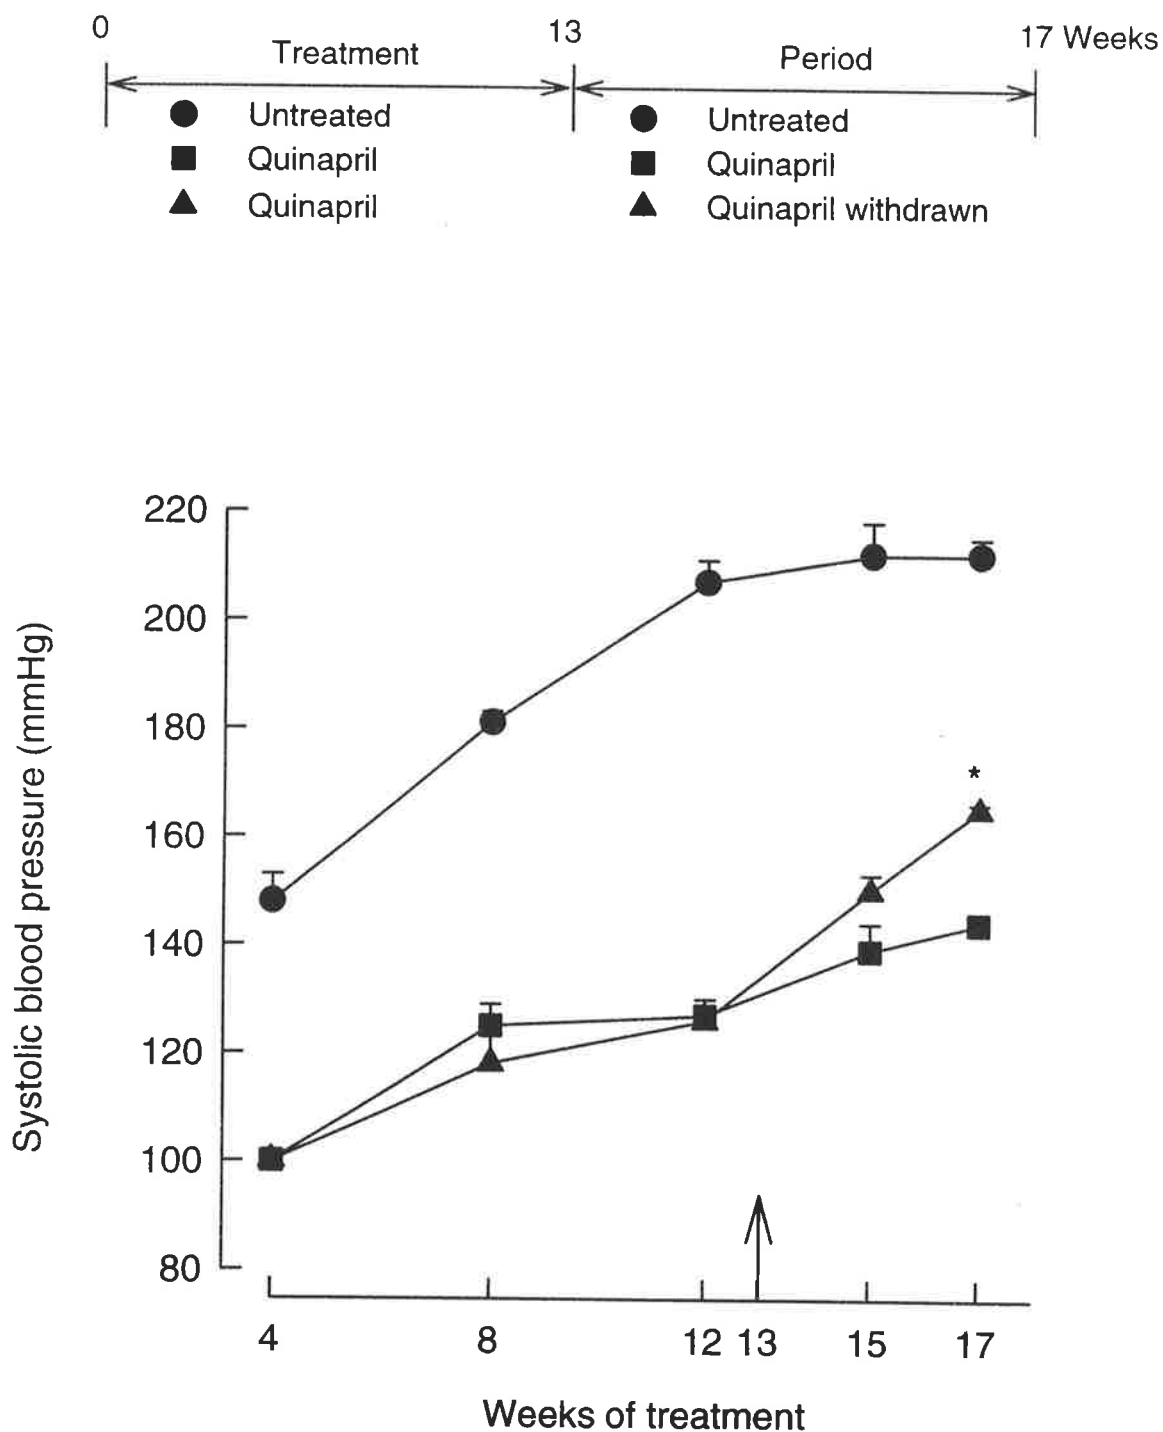 0 13 17 Weeks
Treatment Period
Untreated Untreated
Quinapril Quinapril
Quinapril Quinapril withdrawn
220
200
180
160
140
120
100
80
Systolic blood pressure (mmHg)
*
4 8 12 13 15 17
Weeks of treatment